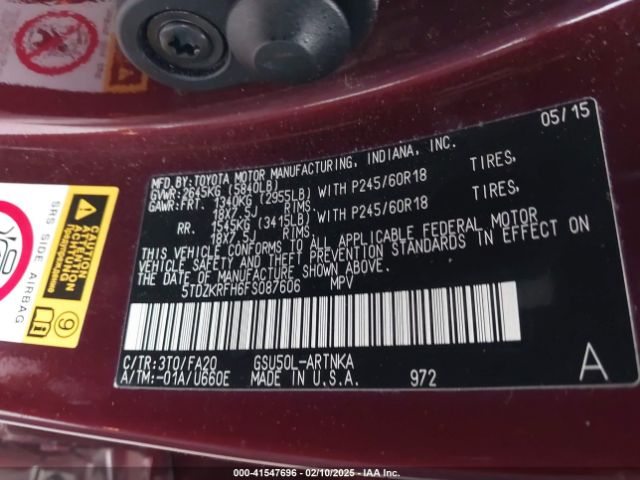 05/15
MFD.BY:TOYOTA MOTOR MANUFACTURING, INDIANA, INC.
GVWR:2645KG (5840LB)
GAWR:FRT. 1340KG (2955LB) WITH P245/60R18 TIRES,
18X7.5J RIMS
RR. 1545KG (3415LB) WITH P245/60R18 TIRES,
18X7.5J RIMS
THIS VEHICLE CONFORMS TO ALL APPLICABLE FEDERAL MOTOR
VEHICLE SAFETY AND THEFT PREVENTION STANDARDS IN EFFECT ON
THE DATE OF MANUFACTURE SHOWN ABOVE.
5TDZKRFH6FS087606 MPV
C/TR:3T0/FA20 GSU50L-ARTNKA
A/TM:-01A/U660E MADE IN U.S.A. 972
A
SRS SIDE AIRBAG
CAUTION
ACHTUNG
9
000-41547696 - 02/10/2025 - IAA Inc.